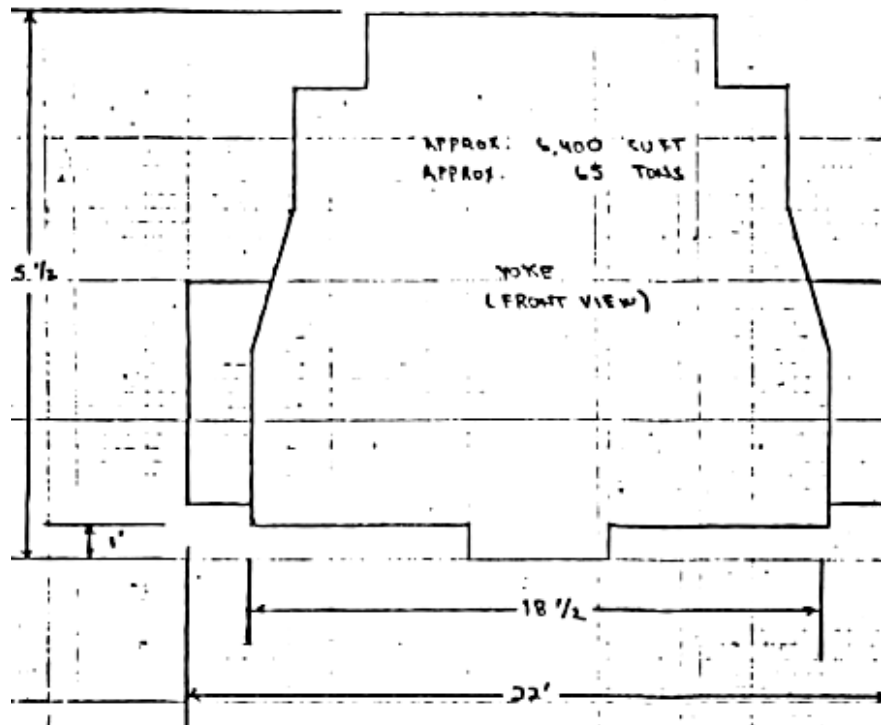 APPROX. 6,400 CU FT
APPROX. 65 TONS
5 1/2
YOKE
(FRONT VIEW)
1'
18 1/2
22'